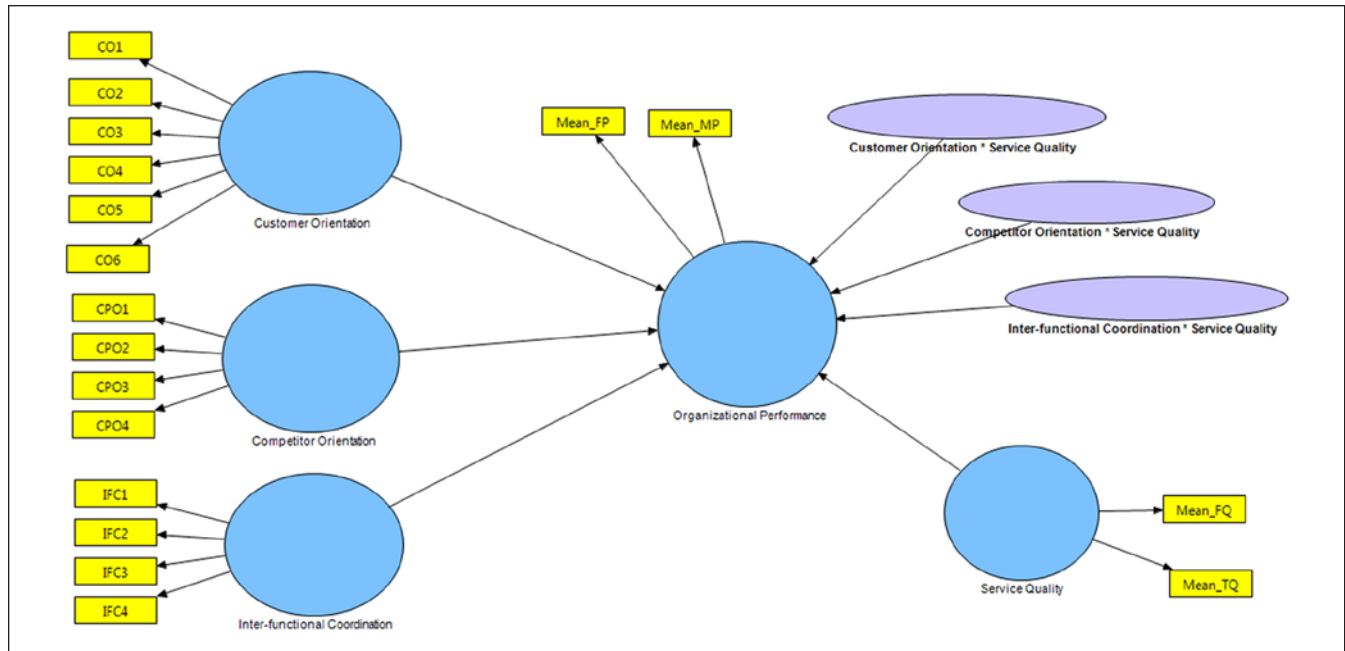 CO1
CO2
CO3
CO4
CO5
CO6
Customer Orientation
CPO1
CPO2
CPO3
CPO4
Competitor Orientation
IFC1
IFC2
IFC3
IFC4
Inter-functional Coordination
Mean_FP
Mean_MP
Organizational Performance
Customer Orientation * Service Quality
Competitor Orientation * Service Quality
Inter-functional Coordination * Service Quality
Mean_FQ
Mean_TQ
Service Quality